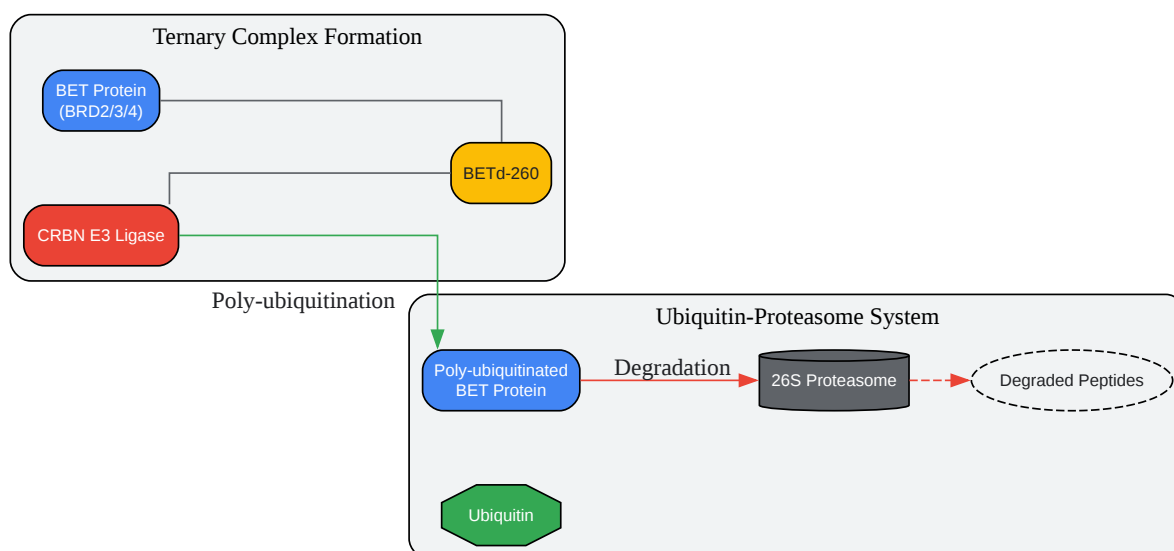 Ternary Complex Formation
BET Protein
(BRD2/3/4)
BETd-260
CRBN E3 Ligase
Poly-ubiquitination
Ubiquitin-Proteasome System
Poly-ubiquitinated
BET Protein
Degradation
26S Proteasome
Degraded Peptides
Ubiquitin